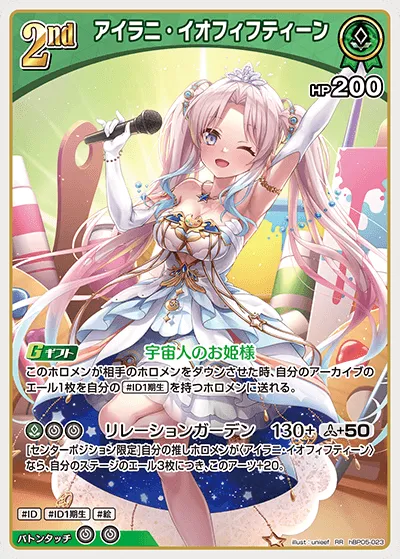 2nd
アイラニ・イオフィフティーン
HP200
Gギフト 宇宙人のお姫様
このホロメンが相手のホロメンをダウンさせた時、自分のアーカイブの
エール1枚を自分の #ID1期生 を持つホロメンに送れる。
リレーションガーデン 130+ +50
[センターポジション限定]自分の推しホロメンが〈アイラニ・イオフィフティーン〉
なら、自分のステージのエール3枚につき、このアーツ+20。
#ID #ID1期生 #絵
バトンタッチ
illust : unleef RR hBP05-023